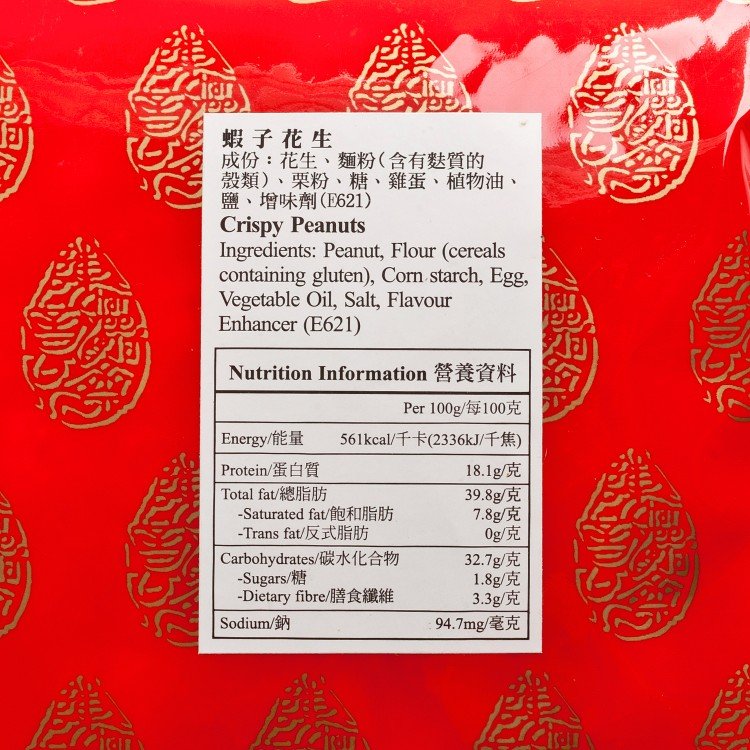 蝦子花生
成份：花生、麵粉（含有麩質的
殼類）、栗粉、糖、雞蛋、植物油、
鹽、增味劑(E621)
Crispy Peanuts
Ingredients: Peanut, Flour (cereals
containing gluten), Corn starch, Egg,
Vegetable Oil, Salt, Flavour
Enhancer (E621)
Nutrition Information 營養資料
Per 100g/每100克
Energy/能量 561kcal/千卡(2336kJ/千焦)
Protein/蛋白質 18.1g/克
Total fat/總脂肪 39.8g/克
-Saturated fat/飽和脂肪 7.8g/克
-Trans fat/反式脂肪 0g/克
Carbohydrates/碳水化合物 32.7g/克
-Sugars/糖 1.8g/克
-Dietary fibre/膳食纖維 3.3g/克
Sodium/鈉 94.7mg/毫克